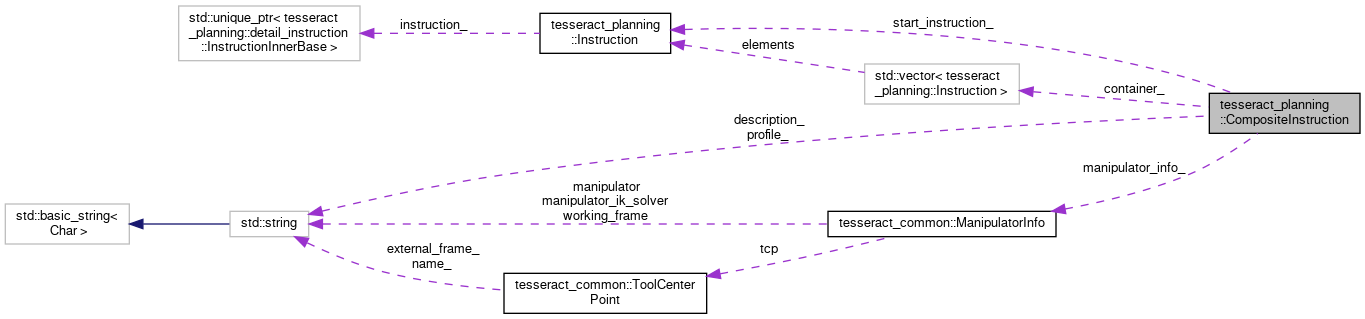 std::unique_ptr< tesseract
_planning::detail_instruction
::InstructionInnerBase >
instruction_
tesseract_planning
::Instruction
start_instruction_
elements
std::vector< tesseract
_planning::Instruction >
container_
tesseract_planning
::CompositeInstruction
description_
profile_
manipulator_info_
std::basic_string<
Char >
std::string
manipulator
manipulator_ik_solver
working_frame
tesseract_common::ManipulatorInfo
external_frame_
name_
tcp
tesseract_common::ToolCenter
Point